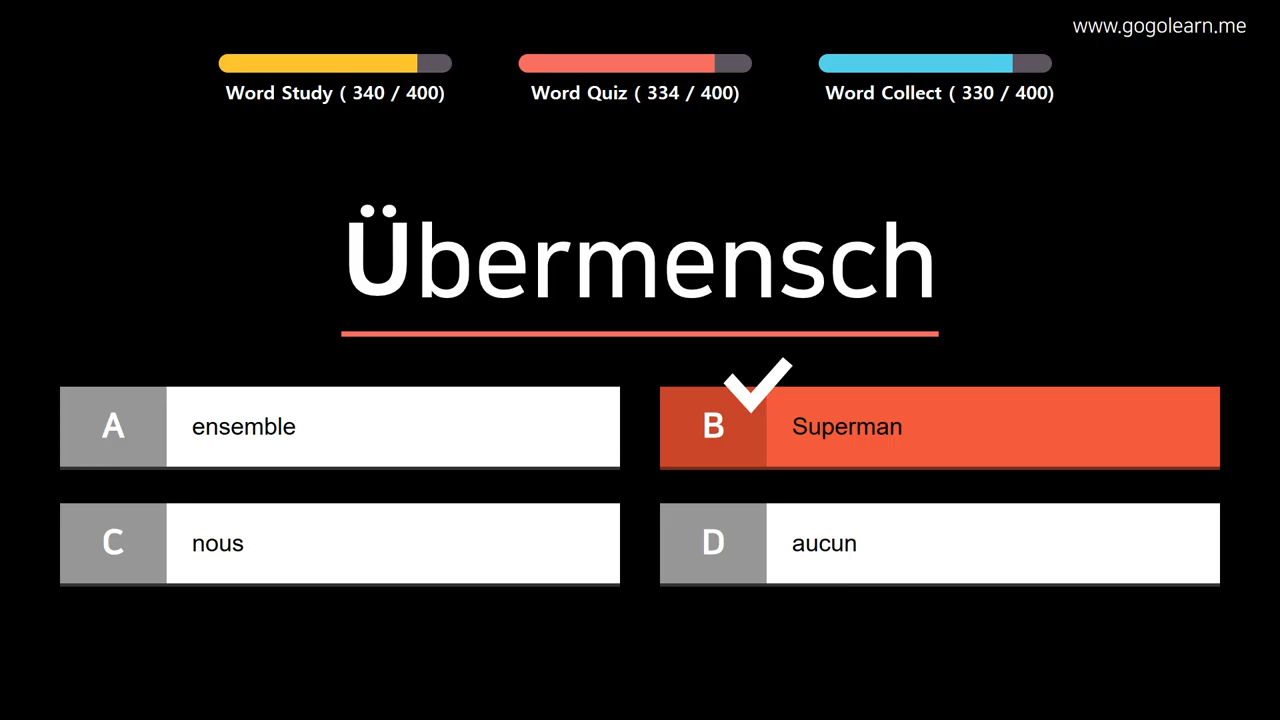 www.gogolearn.me
Word Study ( 340 / 400)
Word Quiz ( 334 / 400)
Word Collect ( 330 / 400)
Übermensch
A ensemble
B Superman
C nous
D aucun